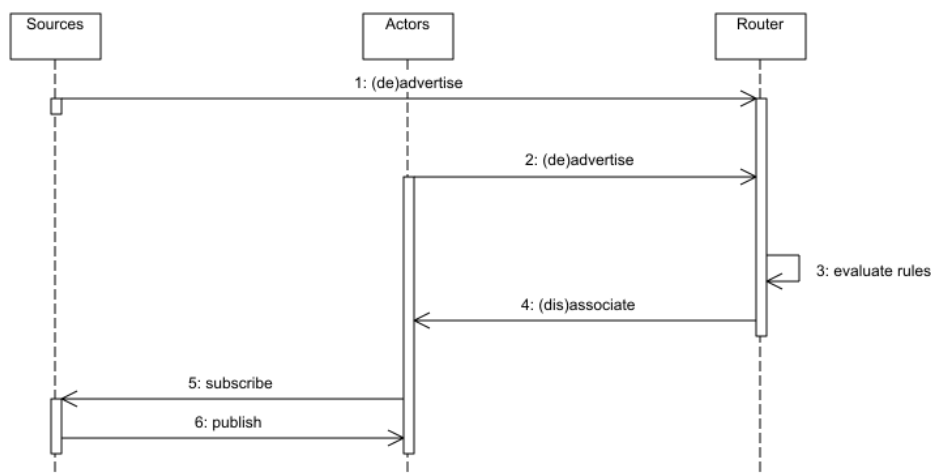 Sources
Actors
Router
1: (de)advertise
2: (de)advertise
3: evaluate rules
4: (dis)associate
5: subscribe
6: publish